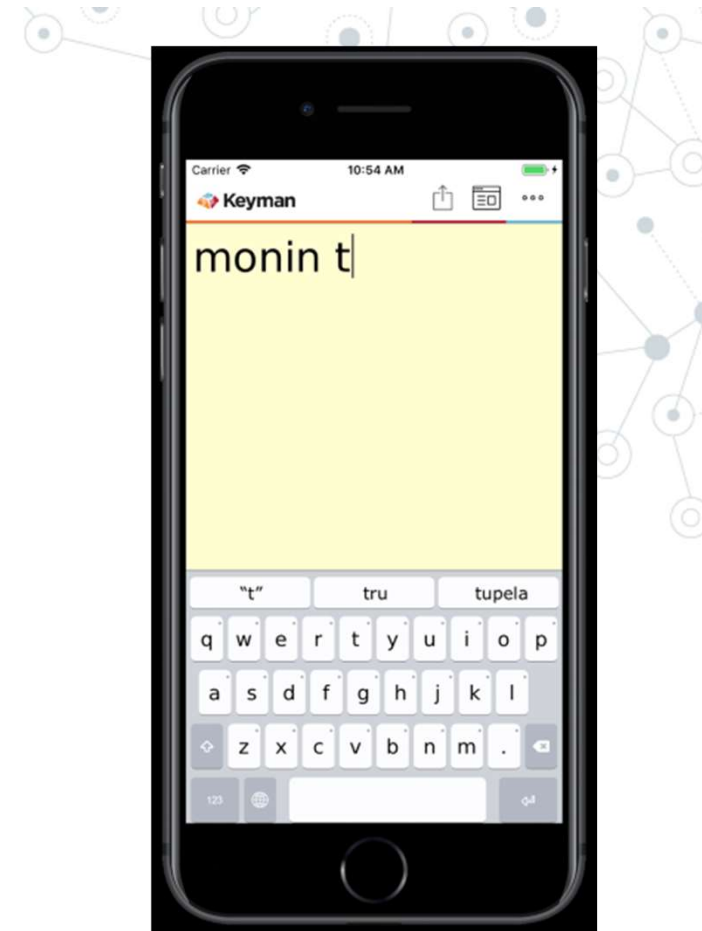 Carrier 10:54 AM
Keyman
monin t
“t” tru tupela
q w e r t y u i o p
a s d f g h j k l
z x c v b n m .
123